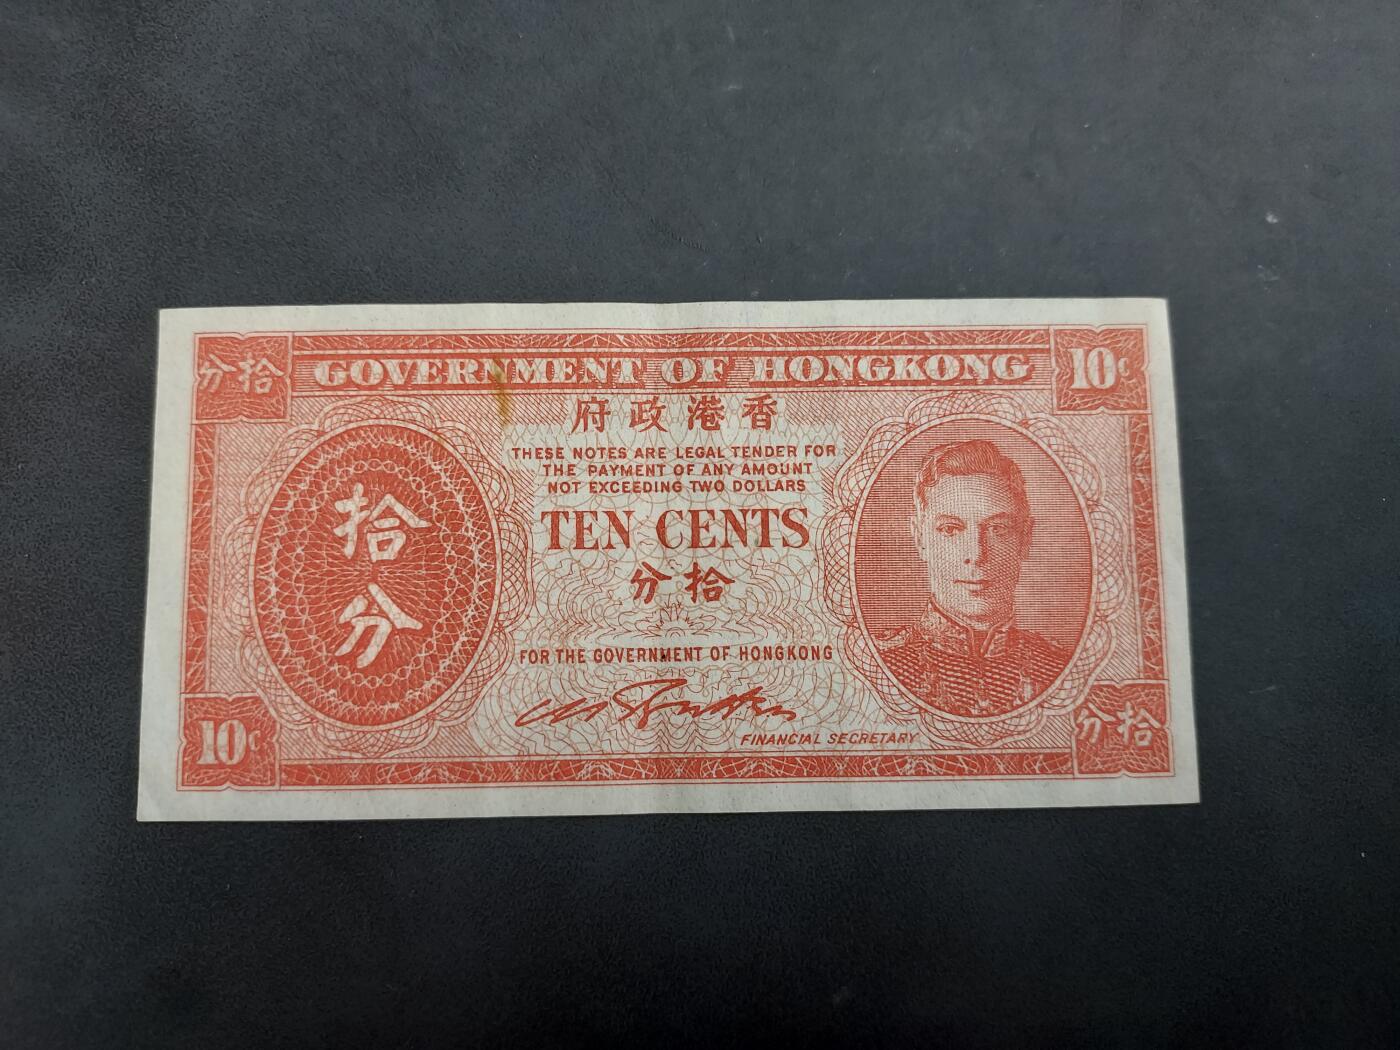 分拾
GOVERNMENT OF HONGKONG
10c
府政港香
THESE NOTES ARE LEGAL TENDER FOR
THE PAYMENT OF ANY AMOUNT
NOT EXCEEDING TWO DOLLARS
TEN CENTS
分拾
拾
分
FOR THE GOVERNMENT OF HONGKONG
FINANCIAL SECRETARY
10c
分拾